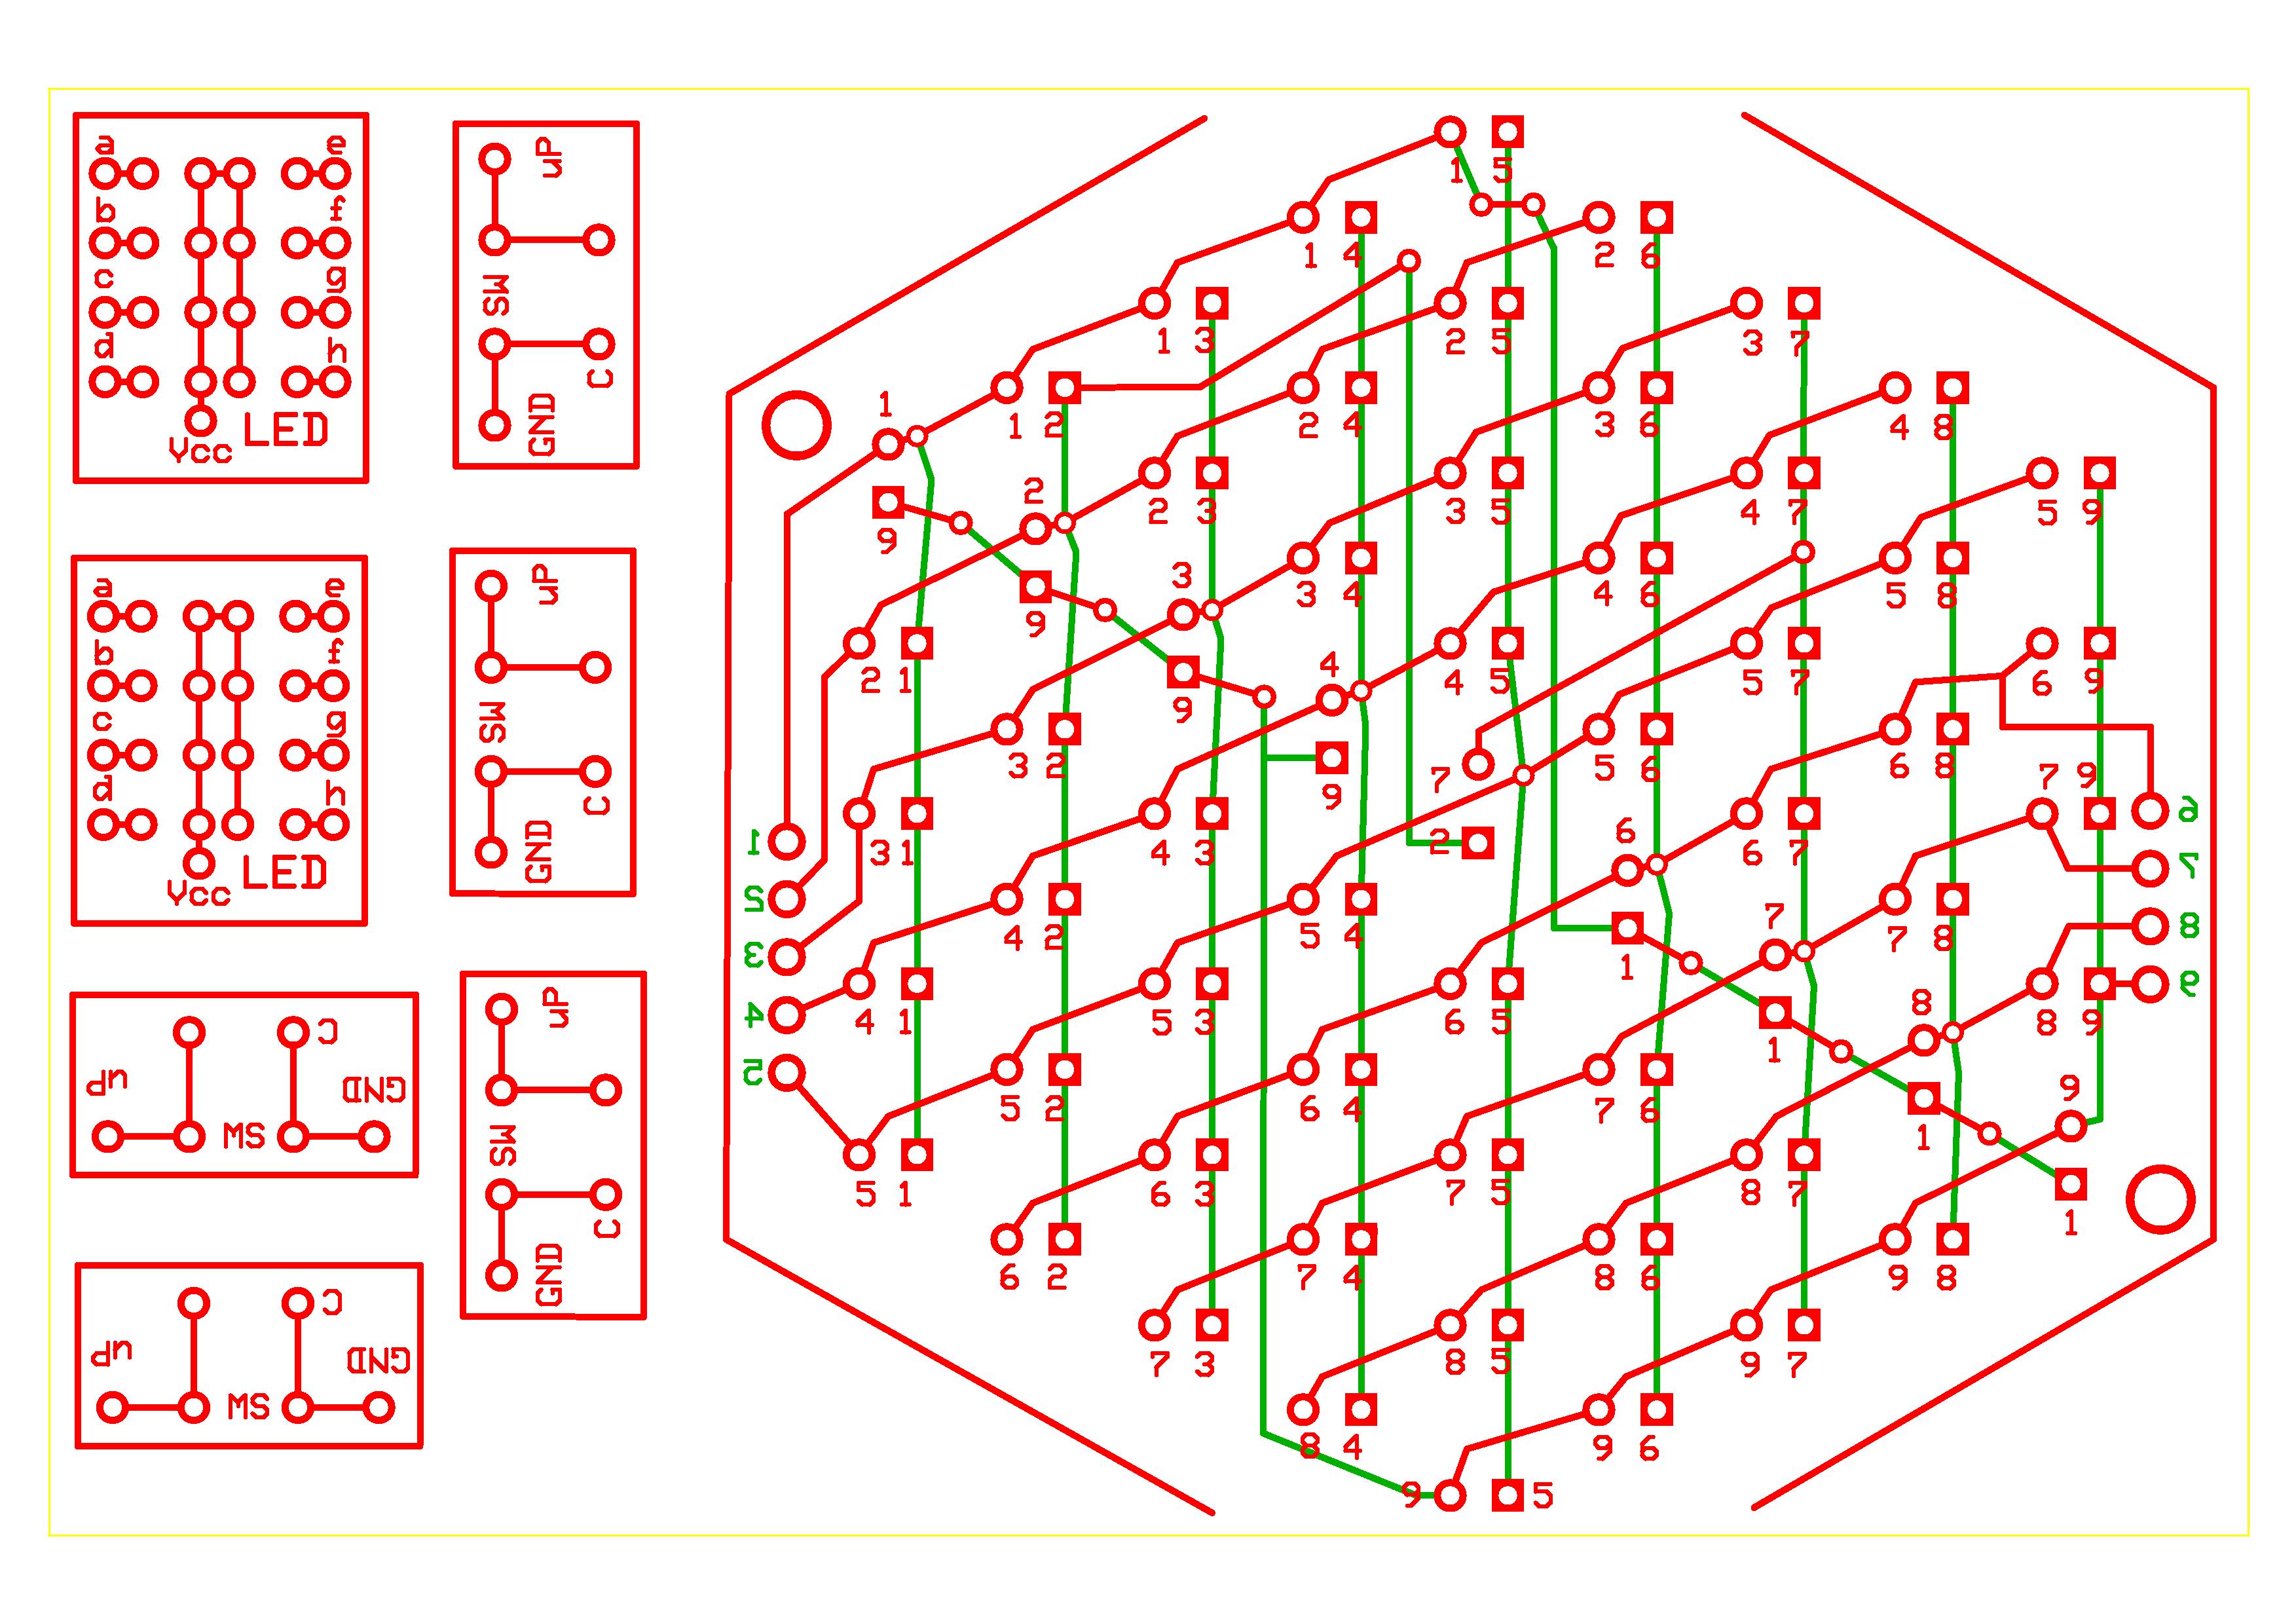 a e
b f
c g
d h
Vcc LED
uP
MS
C
GND
a e
b f
c g
d h
Vcc LED
uP
MS
C
GND
C
uP GND
MS
uP
MS
C
GND
C
uP GND
MS
1 5
1 4 2 6
1 3 2 5 3 7
1
1 2 2 4 3 6 4 8
2
2 3 3 5 4 7 5 9
9
3
3 4 4 6 5 8
9
4
2 1 4 5 5 7 6 9
9
3 2 5 6 6 8
7 7 9
9
6
6
1 2
3 1 4 3 6 7
7
2
7
8
4 2 5 4 7 8
3
1
9
8
4
4 1 5 3 6 5 7 8 9
1
5
9
5 2 6 4 7 6
1
5 1 6 3 7 5 8 7
1
6 2 7 4 8 6 9 8
7 3 8 5 9 7
8 4 9 6
9 5